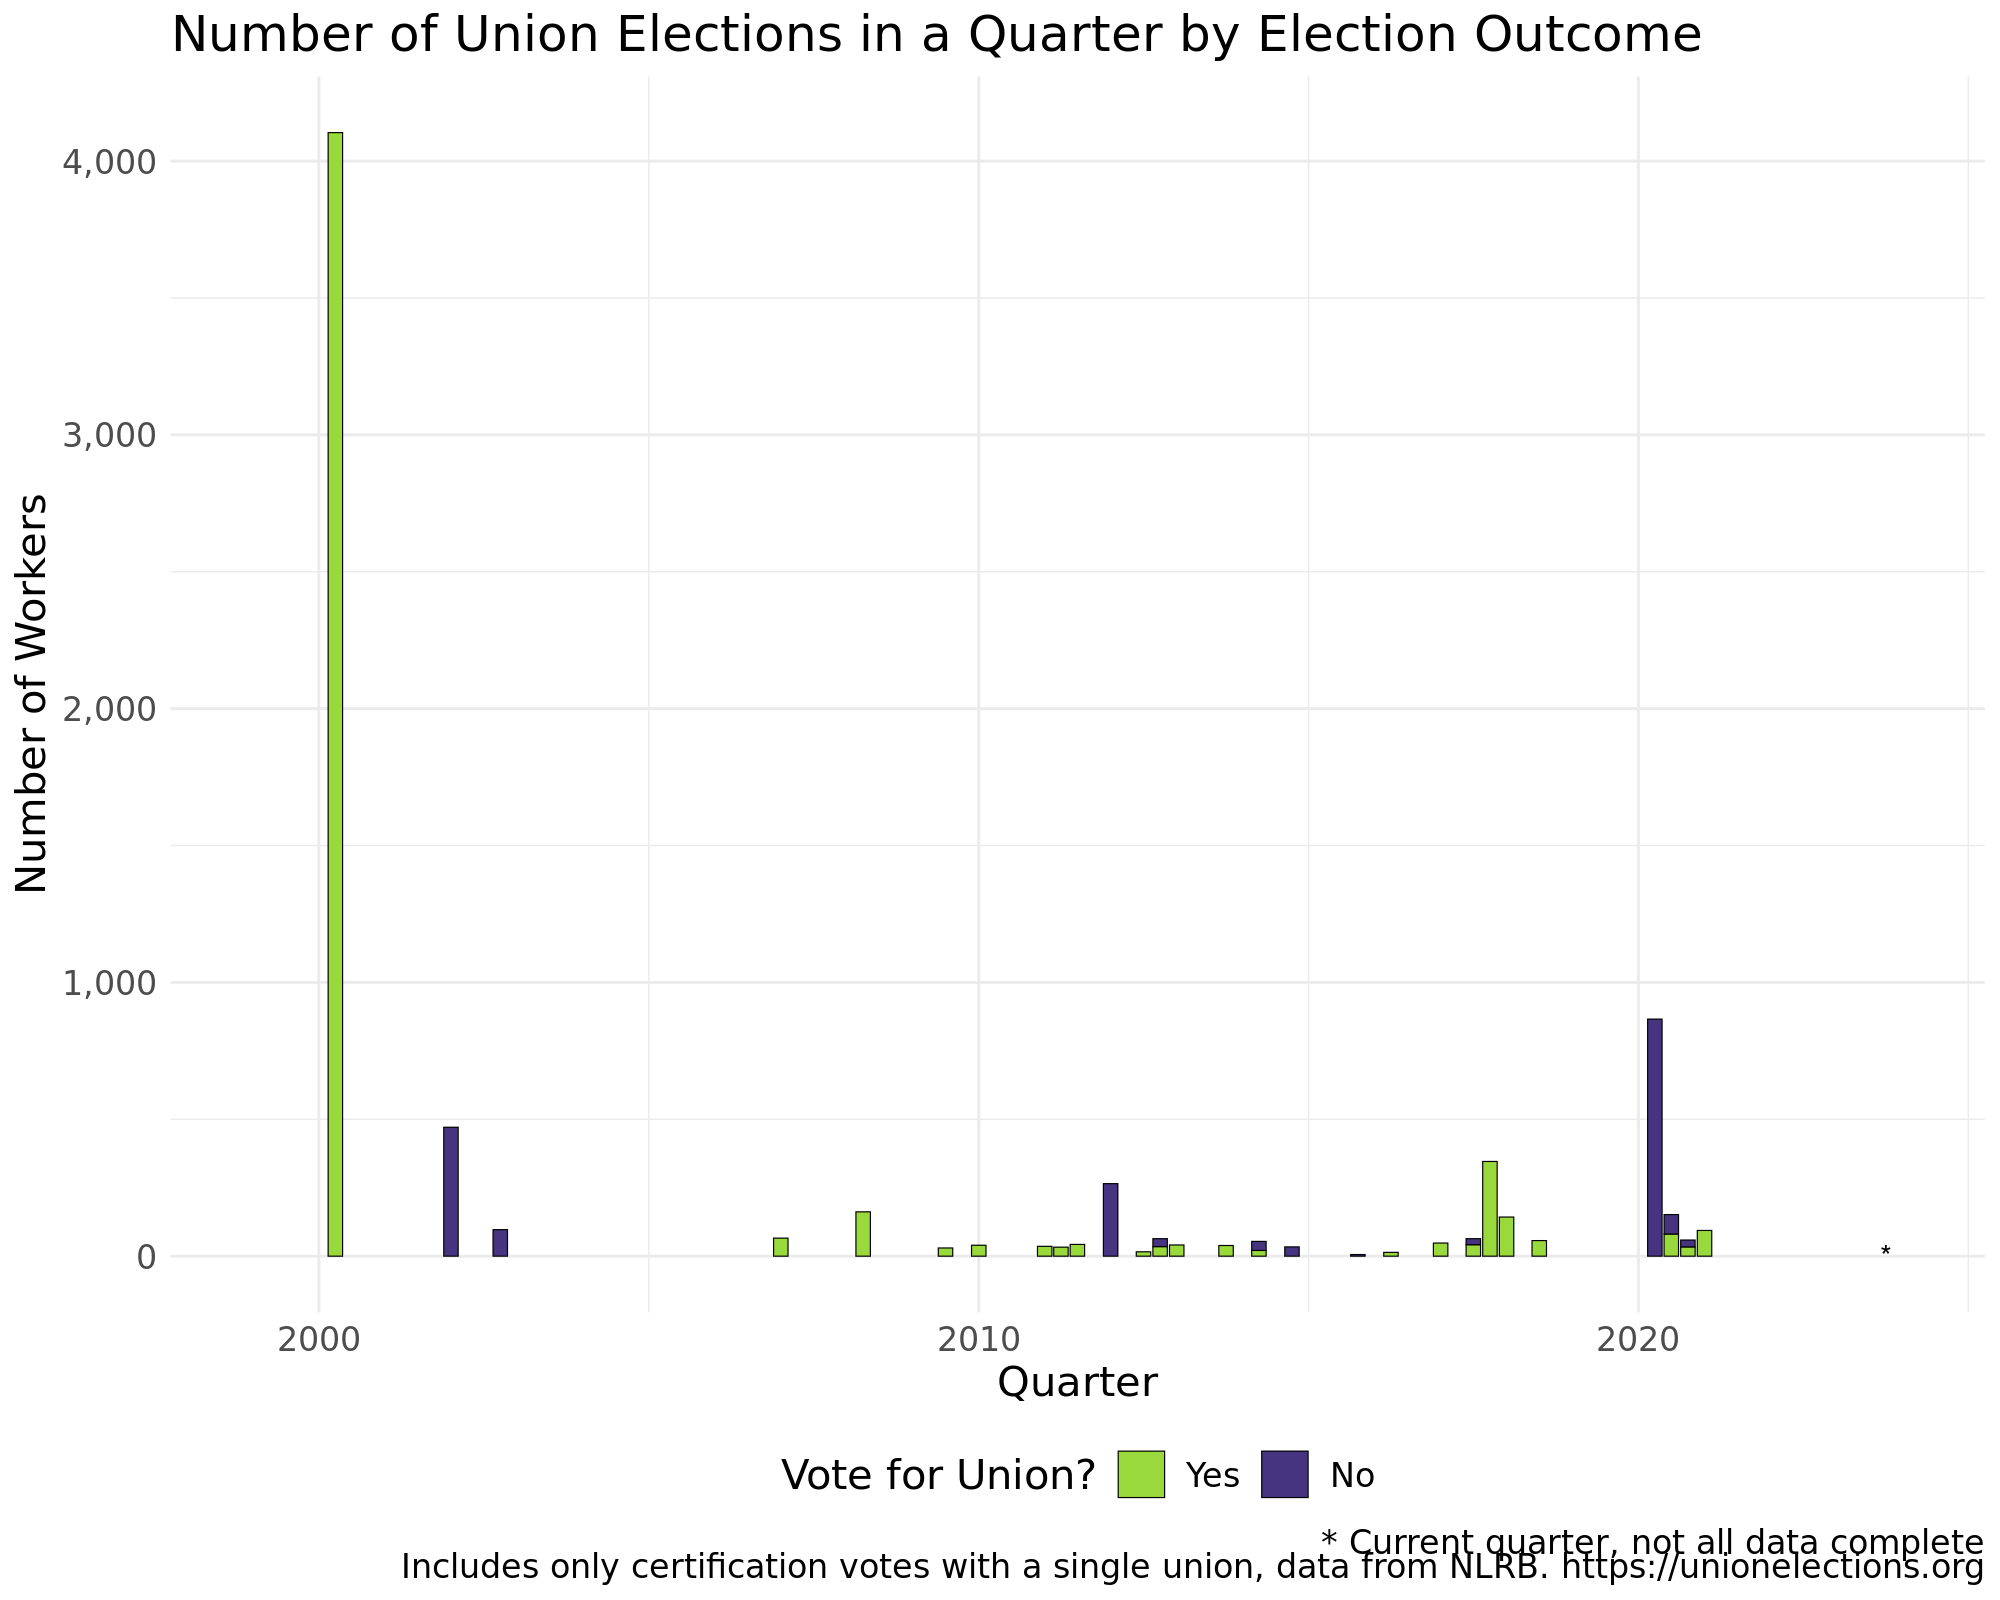 Number of Union Elections in a Quarter by Election Outcome
Number of Workers
4,000
3,000
2,000
1,000
0
*
2000
2010
2020
Quarter
Vote for Union?
Yes
No
* Current quarter, not all data complete
Includes only certification votes with a single union, data from NLRB. https://unionelections.org